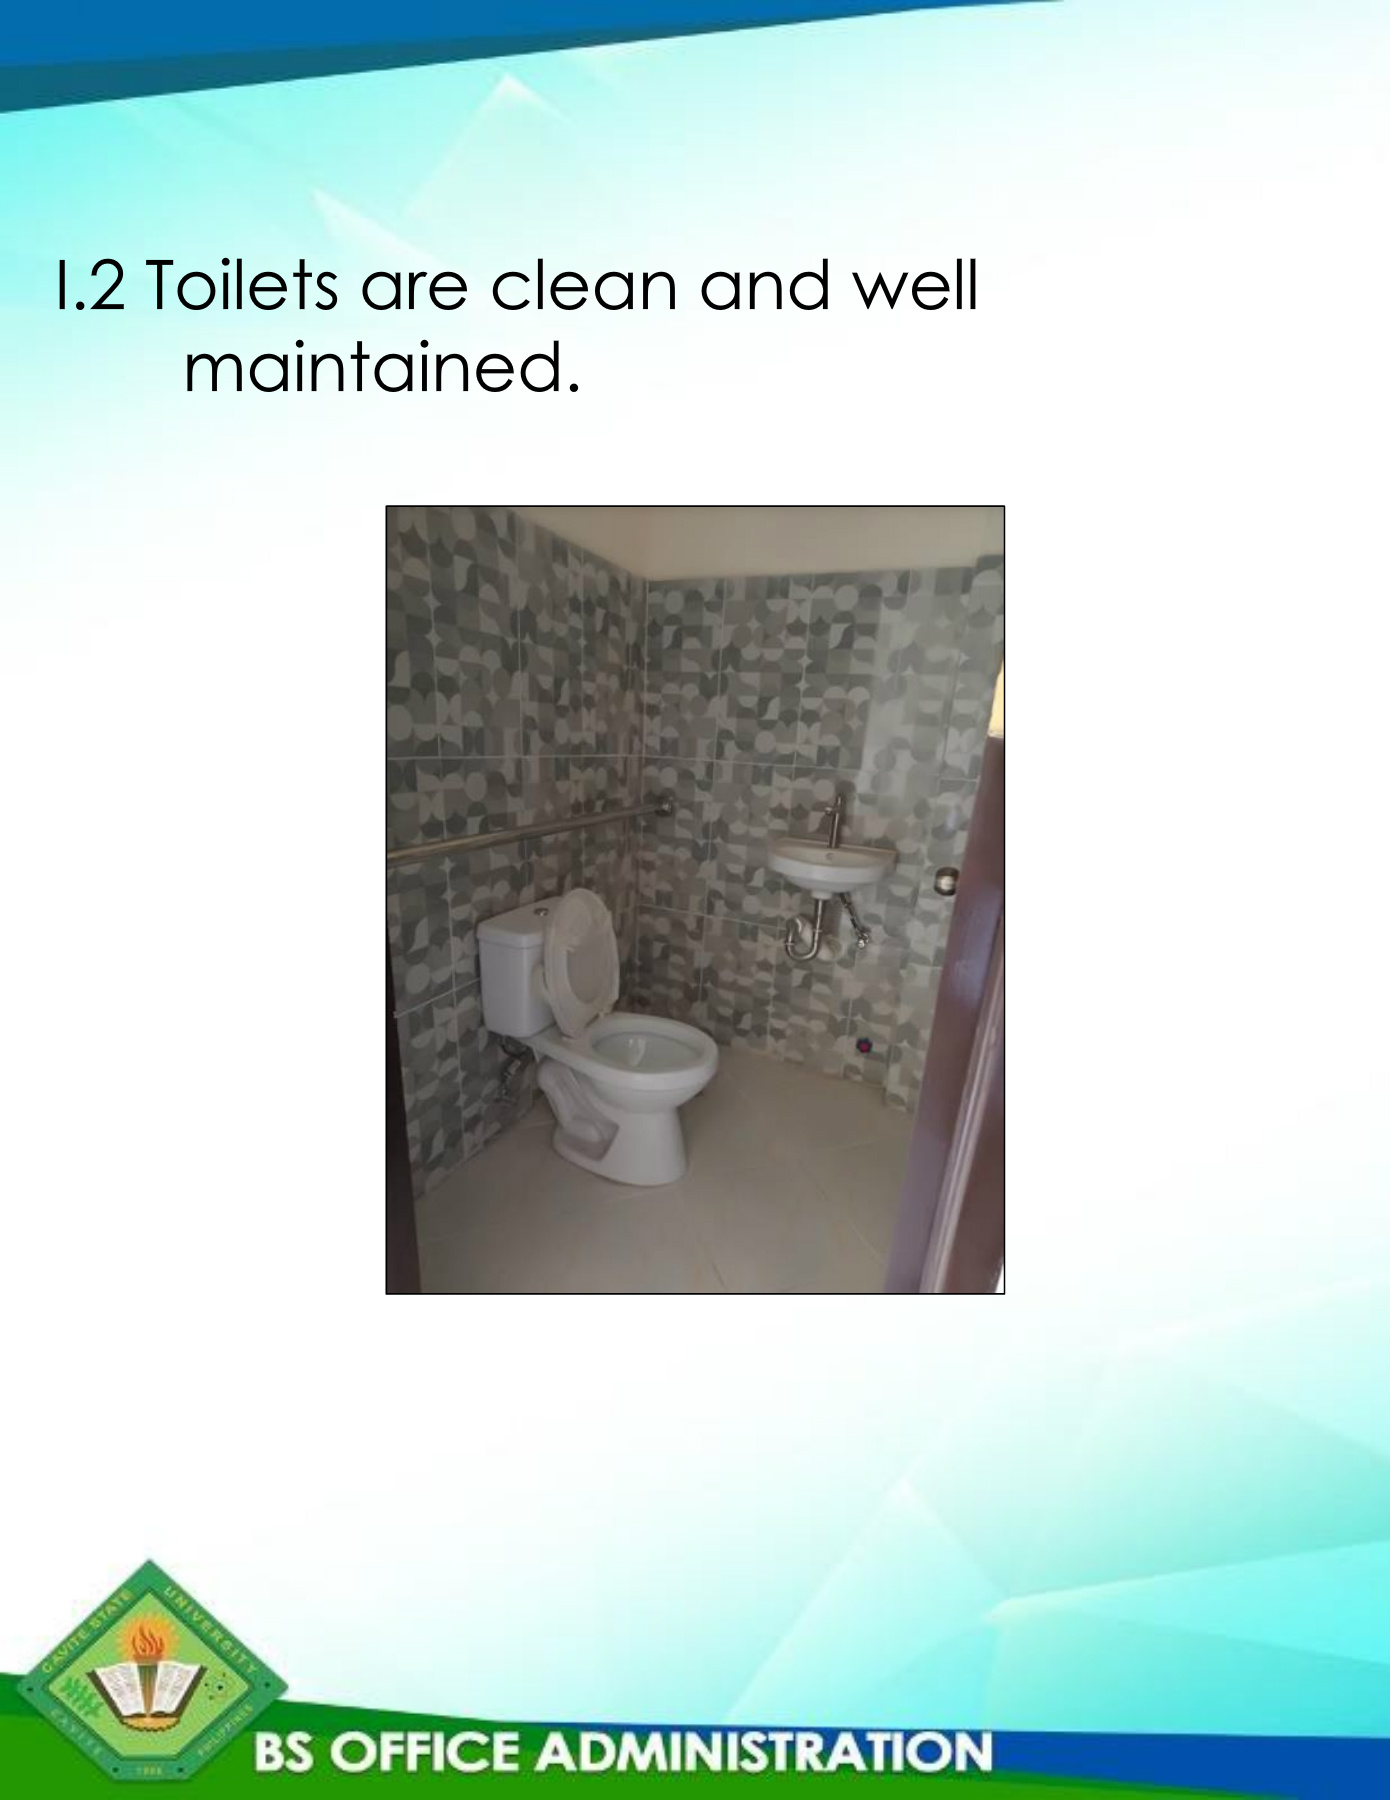 I.2 Toilets are clean and well
maintained.
CAVITE STATE UNIVERSITY
CAVITE PHILIPPINES
1906
BS OFFICE ADMINISTRATION